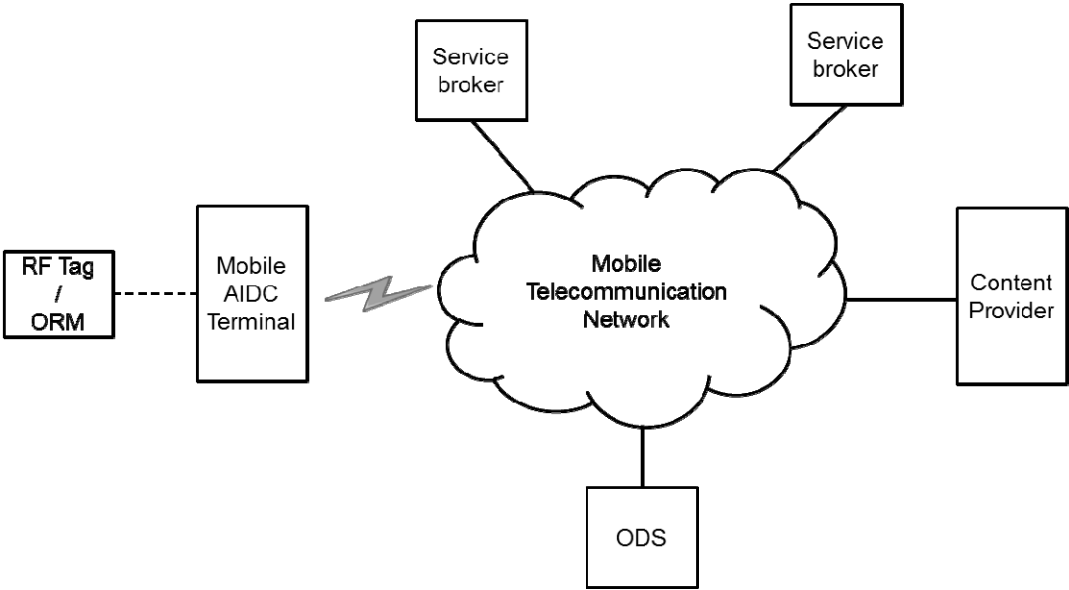 Service
broker
Service
broker
RF Tag
/
ORM
Mobile
AIDC
Terminal
Mobile
Telecommunication
Network
Content
Provider
ODS